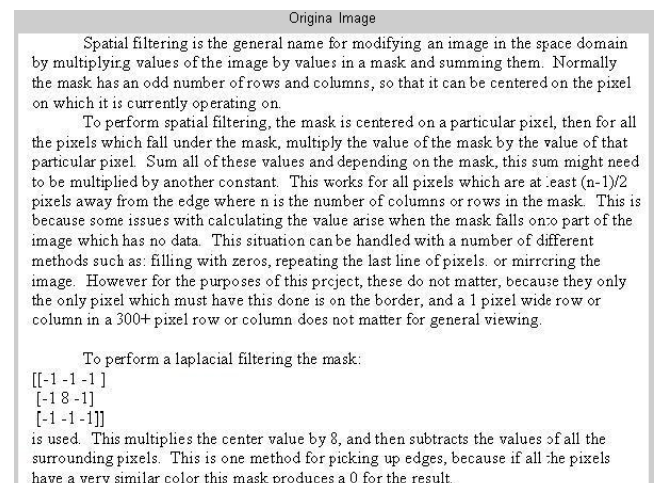 Origina Image
Spatial filtering is the general name for modifying an image in the space domain
by multiplying values of the image by values in a mask and summing them. Normally
the mask has an odd number of rows and columns, so that it can be centered on the pixel
on which it is currently operating on.
To perform spatial filtering, the mask is centered on a particular pixel, then for all
the pixels which fall under the mask, multiply the value of the mask by the value of that
particular pixel. Sum all of these values and depending on the mask, this sum might need
to be multiplied by another constant. This works for all pixels which are at least (n-1)/2
pixels away from the edge where n is the number of columns or rows in the mask. This is
because some issues with calculating the value arise when the mask falls onto part of the
image which has no data. This situation can be handled with a number of different
methods such as: filling with zeros, repeating the last line of pixels. or mirroring the
image. However for the purposes of this project, these do not matter, because they only
the only pixel which must have this done is on the border, and a 1 pixel wide row or
column in a 300+ pixel row or column does not matter for general viewing.
To perform a laplacial filtering the mask:
[[-1 -1 -1 ]
[-1 8 -1]
[-1 -1 -1]]
is used. This multiplies the center value by 8, and then subtracts the values of all the
surrounding pixels. This is one method for picking up edges, because if all the pixels
have a very similar color this mask produces a 0 for the result.